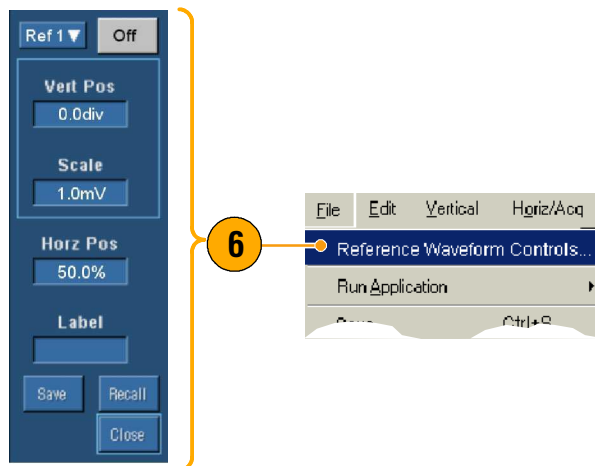 Ref 1 Off
Vert Pos
0.0div
Scale
1.0mV
Horz Pos
50.0%
Label
Save Recall
Close
6
File Edit Vertical Horiz/Acq
Reference Waveform Controls...
Run Application